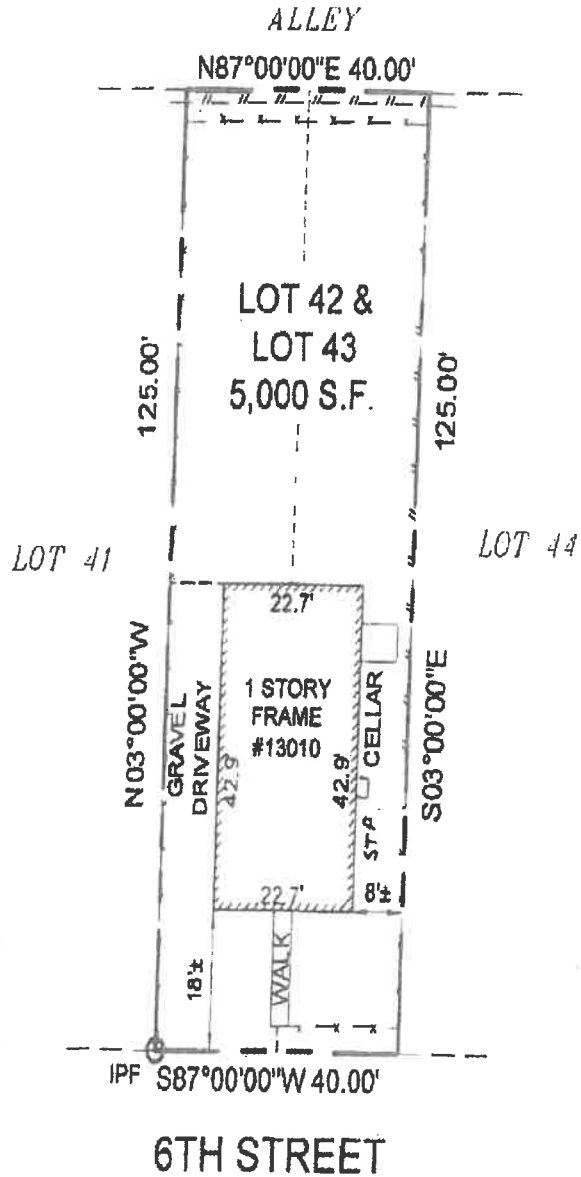 ALLEY
N87°00'00"E 40.00'
LOT 42 &
LOT 43
5,000 S.F.
125.00'
125.00'
LOT 41
LOT 44
22.7'
N 03°00'00"W
GRAVEL
DRIVEWAY
1 STORY
FRAME
#13010
42.9'
42.9'
CELLAR
STP
S03°00'00"E
8'±
22.7'
18'±
WALK
IPF S87°00'00"W 40.00'
6TH STREET